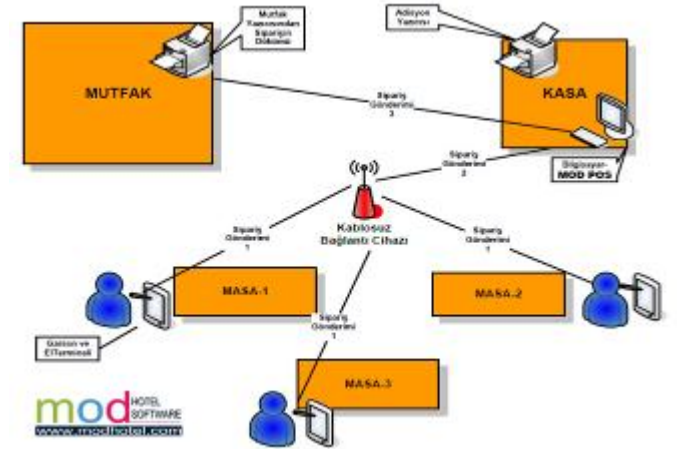 Mutfak
Yazıcısından
Siparişin
Dökümü
Adisyon
Yazıcısı
MUTFAK
KASA
Sipariş
Gönderimi
3
Sipariş
Gönderimi
2
Bilgisayar-
MOD POS
Sipariş
Gönderimi
1
Kablosuz
Bağlantı Cihazı
Sipariş
Gönderimi
1
MASA-1
MASA-2
Sipariş
Gönderimi
1
Garson ve
ElTerminali
MASA-3
mod HOTEL
SOFTWARE
www.modhotel.com